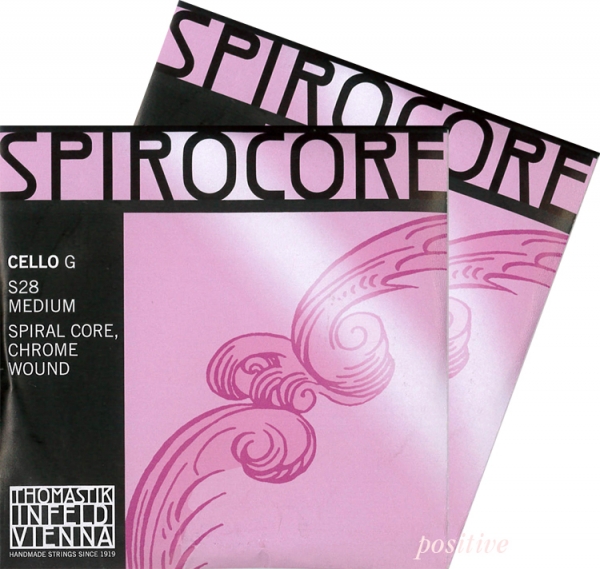 SPIROCORE
SPIROCORE
CELLO G
S28
MEDIUM
SPIRAL CORE,
CHROME
WOUND
THOMASTIK
INFELD
VIENNA
HANDMADE STRINGS SINCE 1919
positive